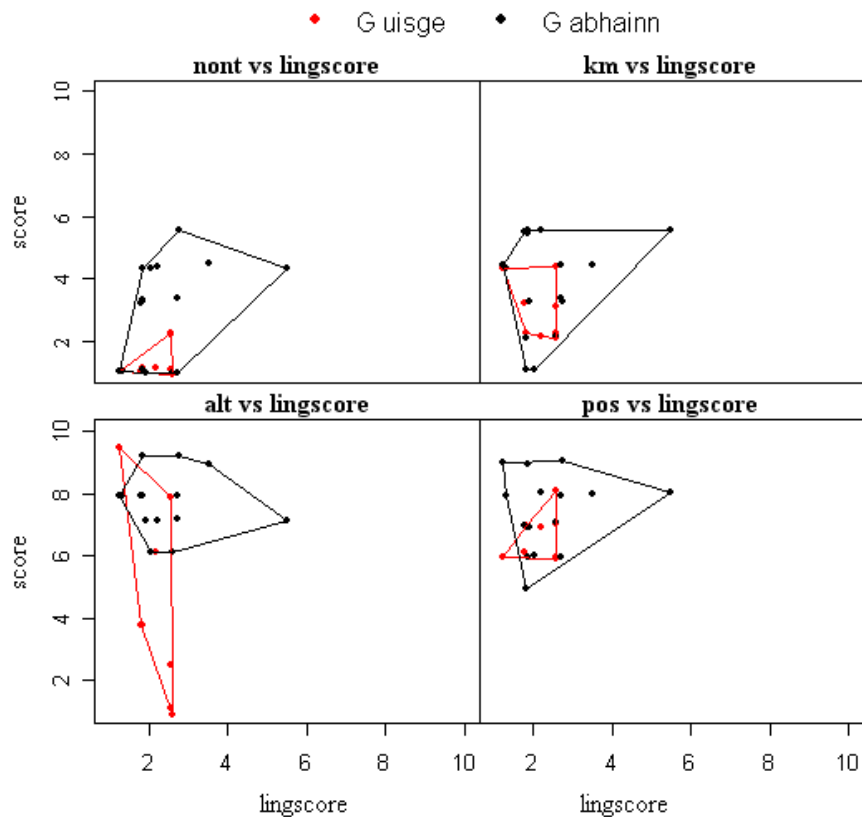 G uisge G abhainn
nont vs lingscore km vs lingscore
10
8
6
4
2
score
alt vs lingscore pos vs lingscore
10
8
6
4
2
score
2 4 6 8 10 2 4 6 8 10
lingscore lingscore